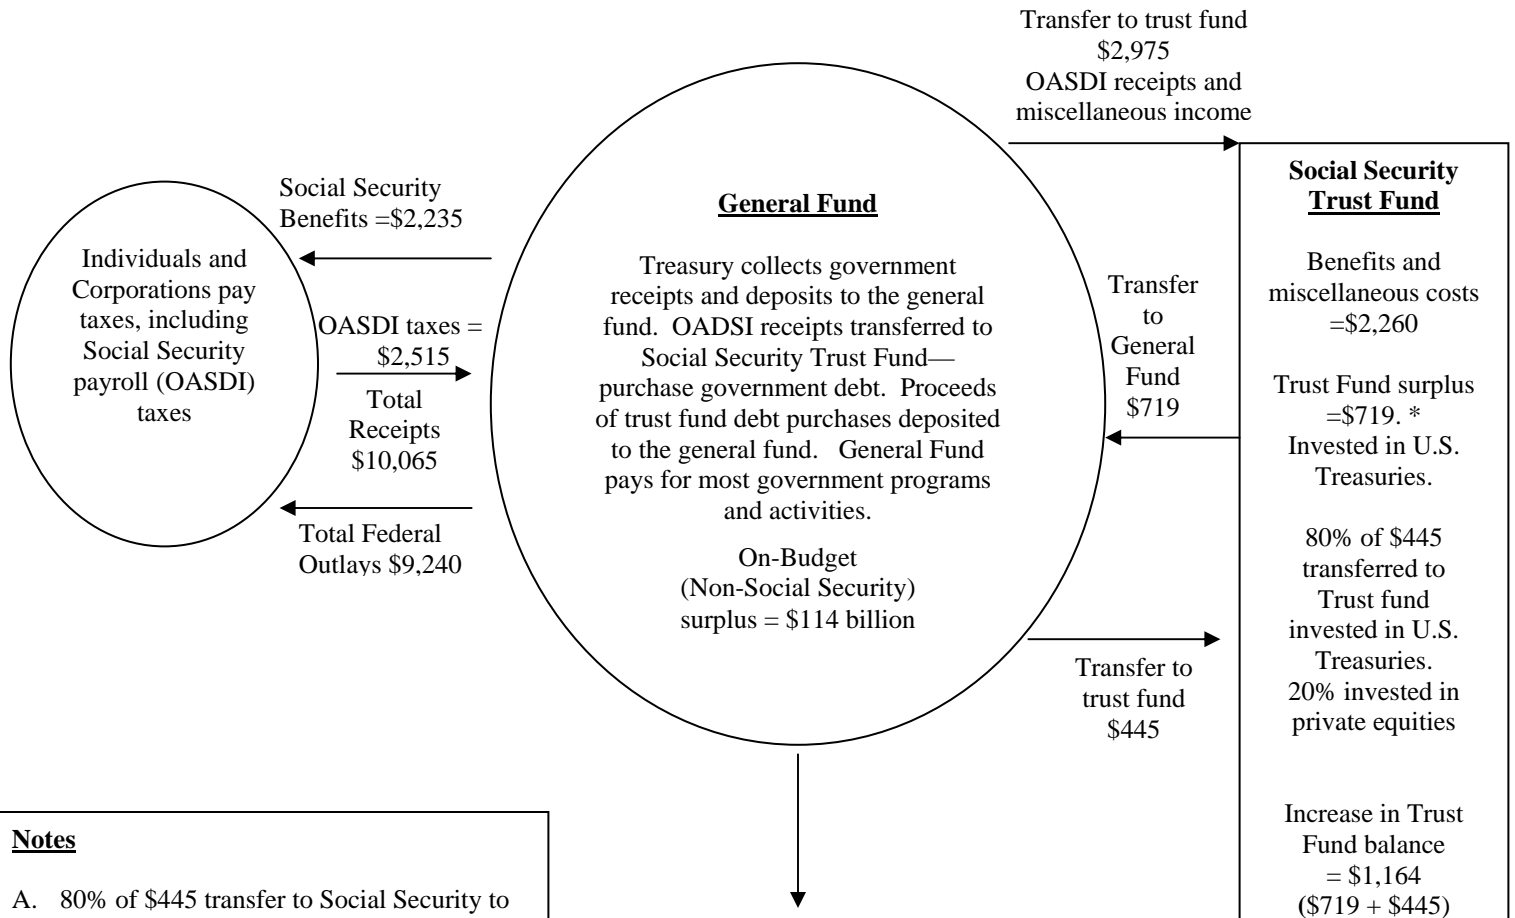 Transfer to trust fund
$2,975
OASDI receipts and
miscellaneous income
Social Security
Benefits =$2,235
Individuals and
Corporations pay
taxes, including
Social Security
payroll (OASDI)
taxes
OASDI taxes =
$2,515
Total
Receipts
$10,065
Total Federal
Outlays $9,240
General Fund
Treasury collects government
receipts and deposits to the general
fund.  OADSI receipts transferred to
Social Security Trust Fund—
purchase government debt.  Proceeds
of trust fund debt purchases deposited
to the general fund.   General Fund
pays for most government programs
and activities.
On-Budget
(Non-Social Security)
surplus = $114 billion
Transfer
to
General
Fund
$719
Transfer to
trust fund
$445
Social Security
Trust Fund
Benefits and
miscellaneous costs
=$2,260
Trust Fund surplus
=$719. *
Invested in U.S.
Treasuries.
80% of $445
transferred to
Trust fund
invested in U.S.
Treasuries.
20% invested in
private equities
Increase in Trust
Fund balance
= $1,164
($719 + $445)
Notes
A.   80% of $445 transfer to Social Security to